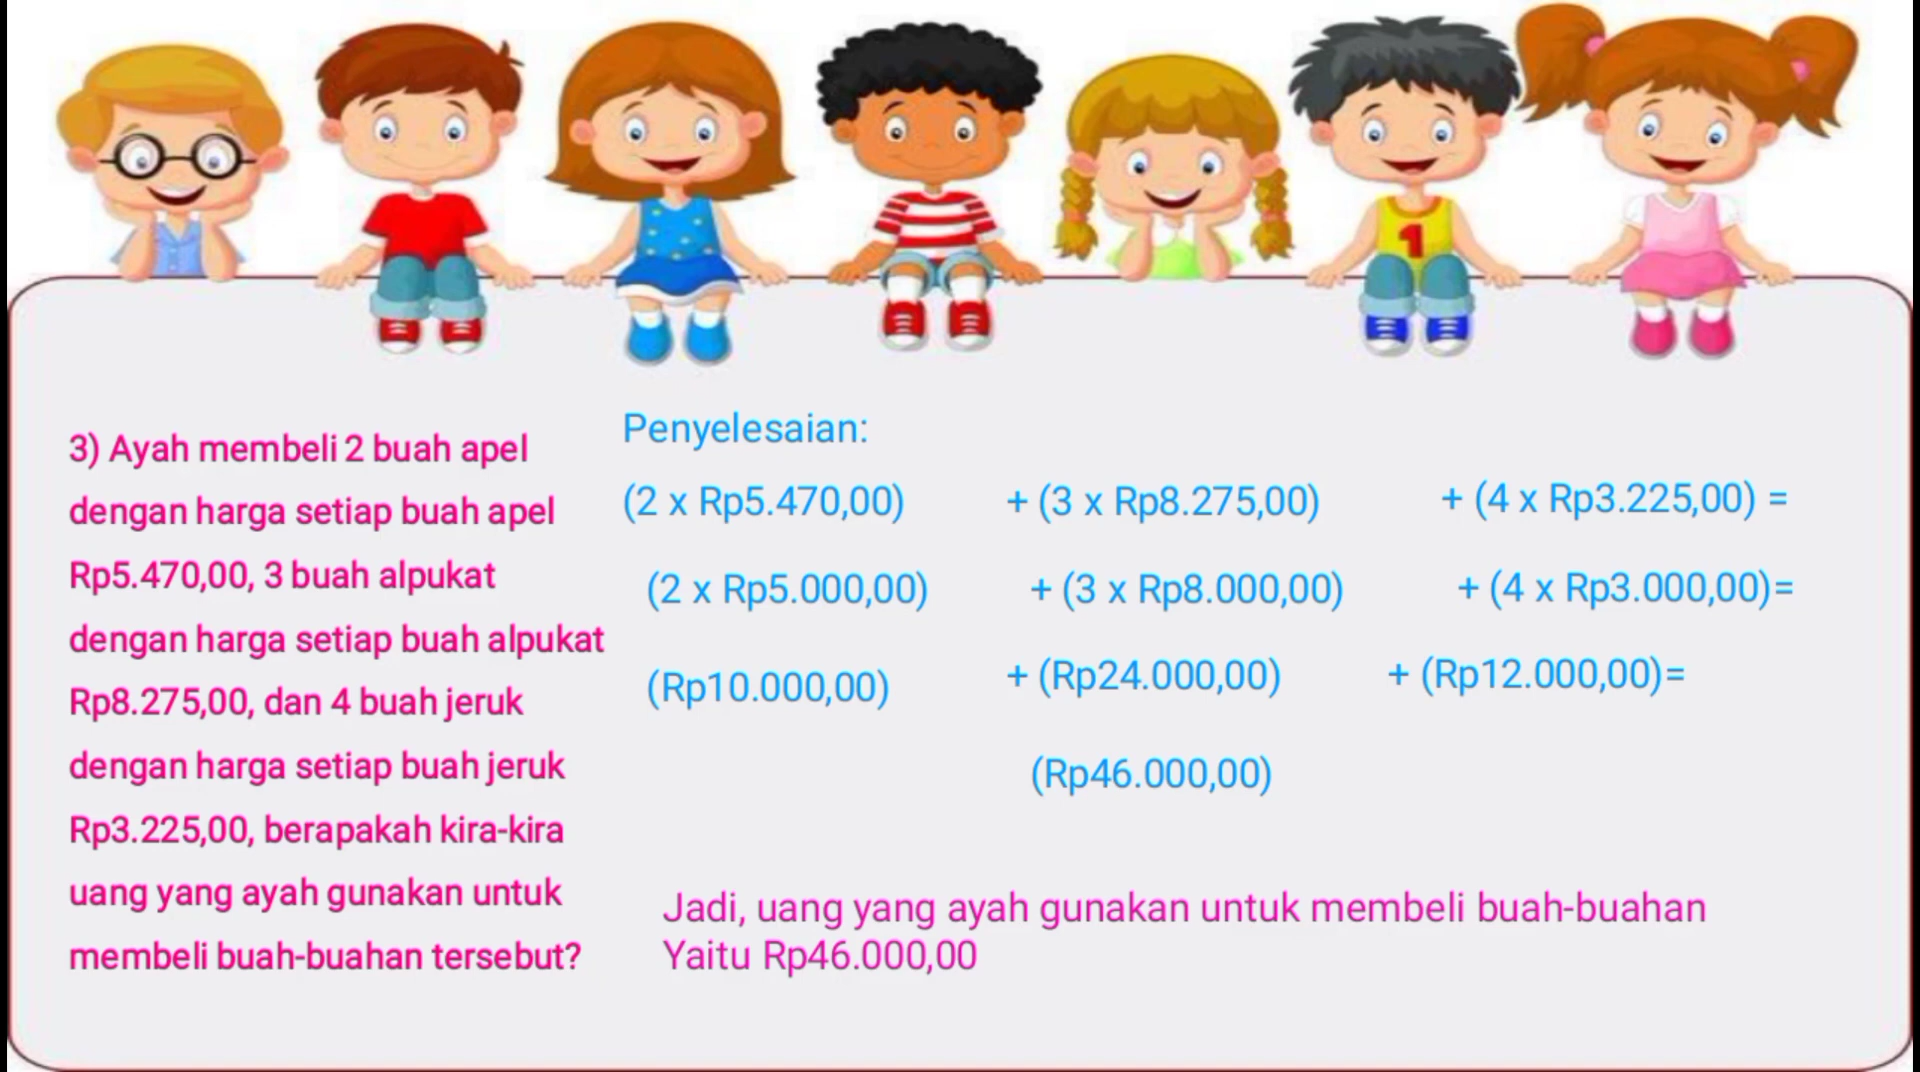 1
3) Ayah membeli 2 buah apel
dengan harga setiap buah apel
Rp5.470,00, 3 buah alpukat
dengan harga setiap buah alpukat
Rp8.275,00, dan 4 buah jeruk
dengan harga setiap buah jeruk
Rp3.225,00, berapakah kira-kira
uang yang ayah gunakan untuk
membeli buah-buahan tersebut?
Penyelesaian:
(2 x Rp5.470,00) + (3 x Rp8.275,00) + (4 x Rp3.225,00) =
(2 x Rp5.000,00) + (3 x Rp8.000,00) + (4 x Rp3.000,00)=
(Rp10.000,00) + (Rp24.000,00) + (Rp12.000,00)=
(Rp46.000,00)
Jadi, uang yang ayah gunakan untuk membeli buah-buahan
Yaitu Rp46.000,00